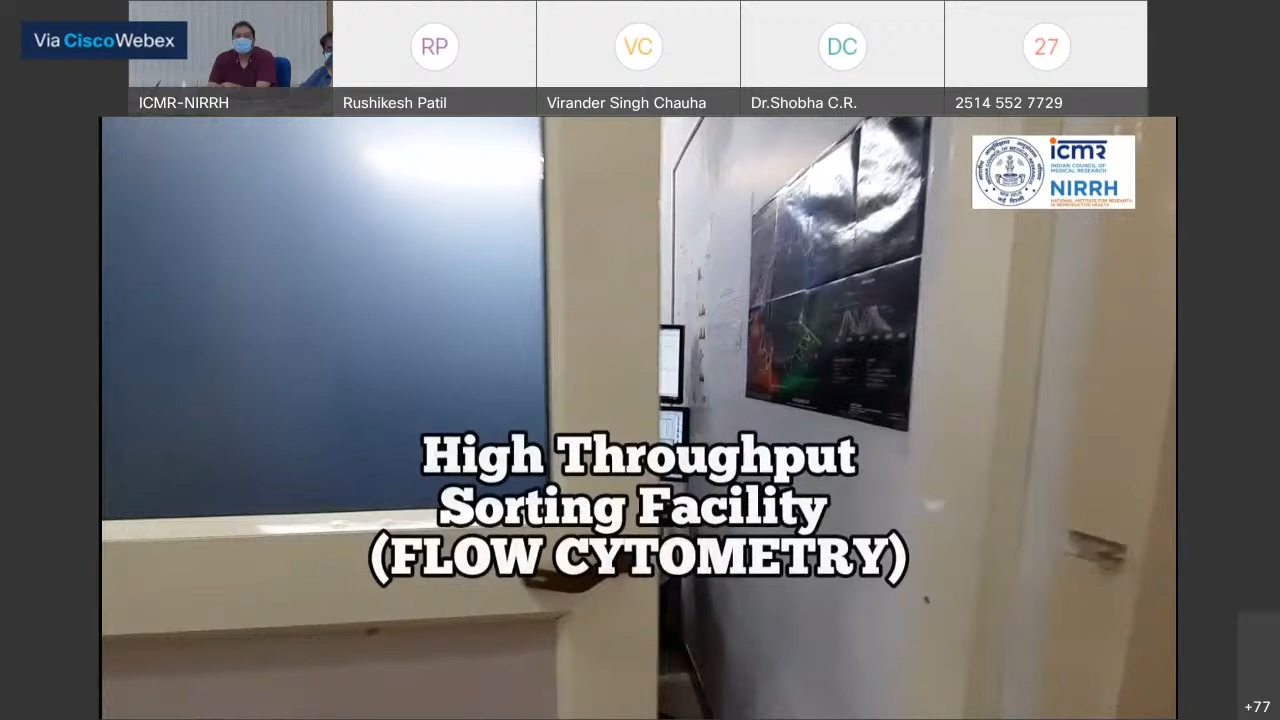 Via CiscoWebex
RP
VC
DC
27
ICMR-NIRRH
Rushikesh Patil
Virander Singh Chauha
Dr.Shobha C.R.
2514 552 7729
icmr
INDIAN COUNCIL OF
MEDICAL RESEARCH
NIRRH
NATIONAL INSTITUTE FOR RESEARCH
IN REPRODUCTIVE HEALTH
High Throughput
Sorting Facility
(FLOW CYTOMETRY)
+77